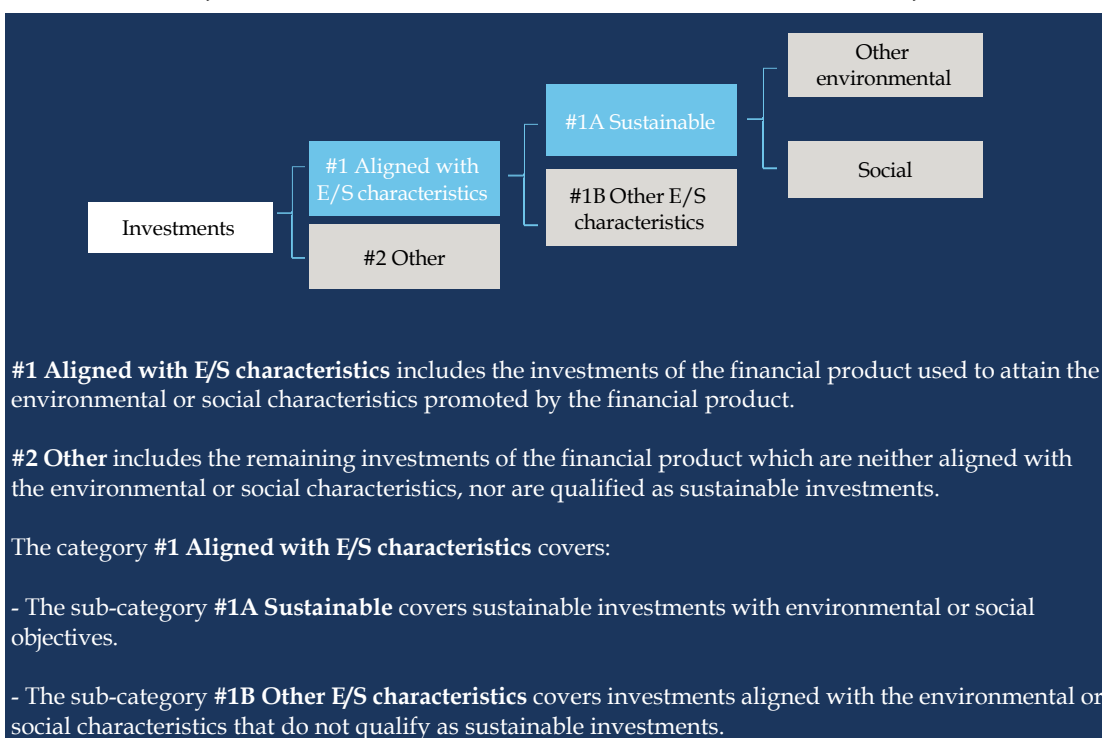 Other
environmental
#1A Sustainable
#1 Aligned with
E/S characteristics
Social
#1B Other E/S
characteristics
Investments
#2 Other
#1 Aligned with E/S characteristics includes the investments of the financial product used to attain the
environmental or social characteristics promoted by the financial product.
#2 Other includes the remaining investments of the financial product which are neither aligned with
the environmental or social characteristics, nor are qualified as sustainable investments.
The category #1 Aligned with E/S characteristics covers:
- The sub-category #1A Sustainable covers sustainable investments with environmental or social
objectives.
- The sub-category #1B Other E/S characteristics covers investments aligned with the environmental or
social characteristics that do not qualify as sustainable investments.